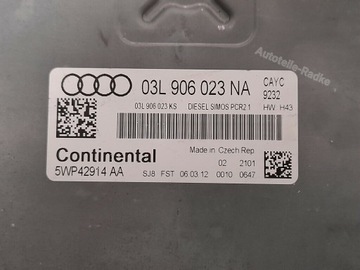 Autoteile-Radke
03L 906 023 NA
CAYC
9232
03L 906 023 KS DIESEL SIMOS PCR2.1 HW: H43
Continental
Made in Czech Rep
02 2101
5WP42914 AA
SJ8 FST 06.03.12 0010 0647